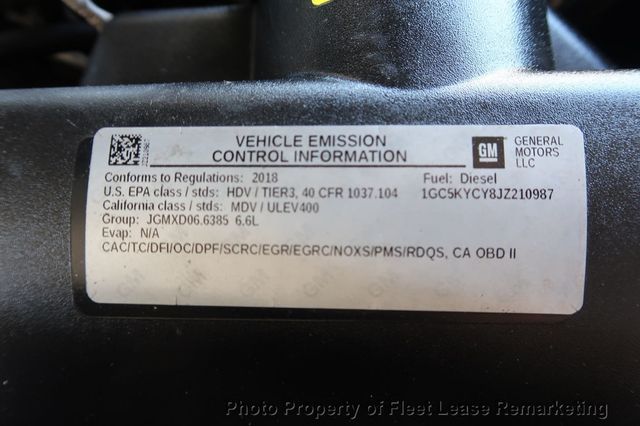 VEHICLE EMISSION
CONTROL INFORMATION
GM
GENERAL
MOTORS
LLC
Conforms to Regulations: 2018
Fuel: Diesel
U.S. EPA class / stds: HDV / TIER3, 40 CFR 1037.104
1GC5KYCY8JZ210987
California class / stds: MDV / ULEV400
Group: JGMXD06.6385 6.6L
Evap: N/A
CAC/TC/DFI/OC/DPF/SCRC/EGR/EGRC/NOXS/PMS/RDQS, CA OBD II
Photo Property of Fleet Lease Remarketing